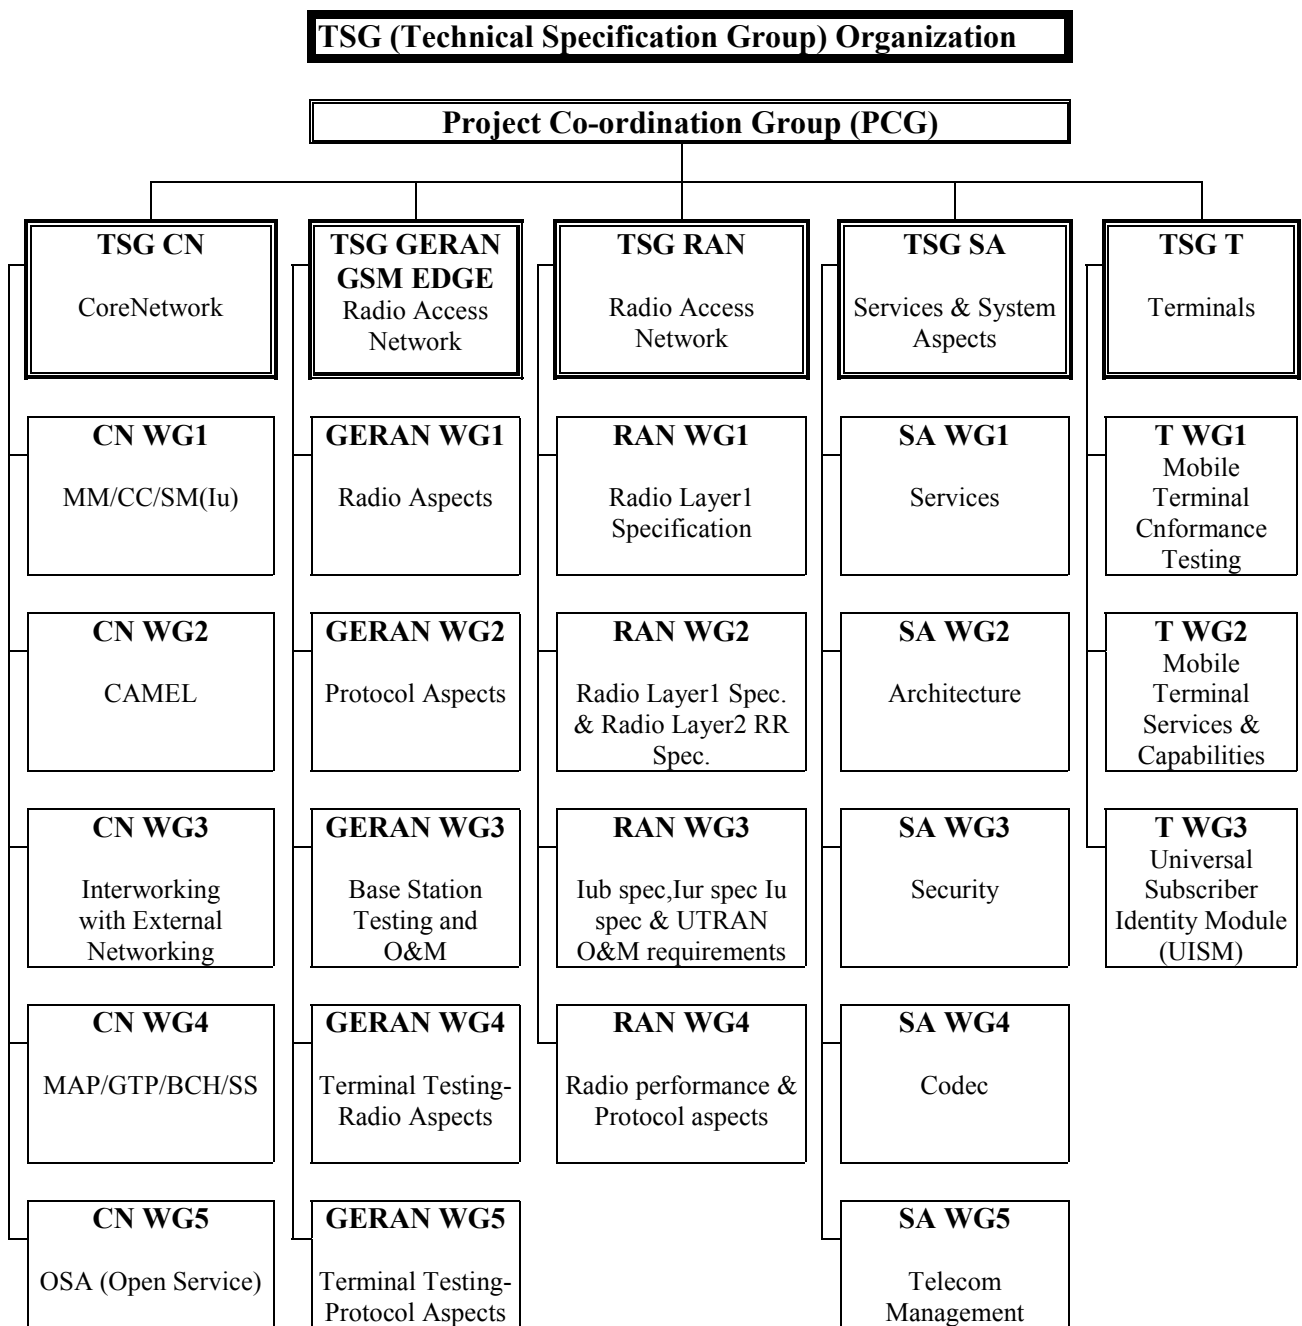 TSG (Technical Specification Group) Organization
Project Co-ordination Group (PCG)
TSG CN
CoreNetwork
TSG GERAN
GSM EDGE
Radio Access
Network
TSG RAN
Radio Access
Network
TSG SA
Services & System
Aspects
TSG T
Terminals
CN WG1
MM/CC/SM(Iu)
GERAN WG1
Radio Aspects
RAN WG1
Radio Layer1
Specification
SA WG1
Services
T WG1
Mobile
Terminal
Cnformance
Testing
CN WG2
CAMEL
GERAN WG2
Protocol Aspects
RAN WG2
Radio Layer1 Spec.
& Radio Layer2 RR
Spec.
SA WG2
Architecture
T WG2
Mobile
Terminal
Services &
Capabilities
CN WG3
Interworking
with External
Networking
GERAN WG3
Base Station
Testing and
O&M
RAN WG3
Iub spec,Iur spec Iu
spec & UTRAN
O&M requirements
SA WG3
Security
T WG3
Universal
Subscriber
Identity Module
(UISM)
CN WG4
MAP/GTP/BCH/SS
GERAN WG4
Terminal Testing-
Radio Aspects
RAN WG4
Radio performance &
Protocol aspects
SA WG4
Codec
CN WG5
OSA (Open Service)
GERAN WG5
Terminal Testing-
Protocol Aspects
SA WG5
Telecom
Management